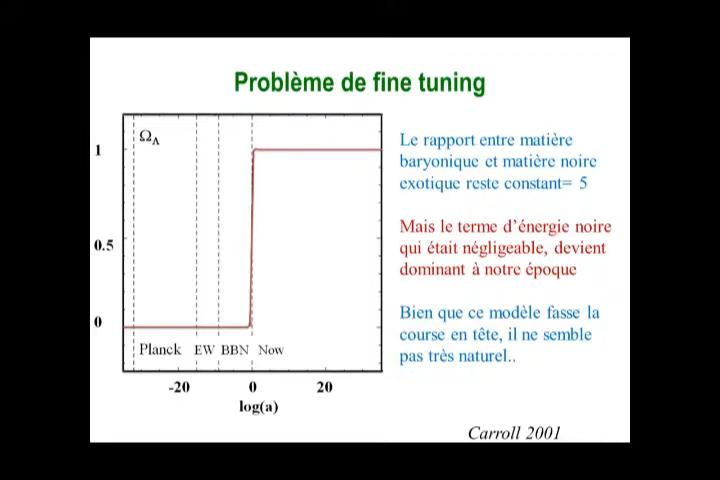 Problème de fine tuning
Ω_Λ
1
0.5
0
Planck EW BBN Now
-20 0 20
log(a)
Le rapport entre matière
baryonique et matière noire
exotique reste constant= 5
Mais le terme d'énergie noire
qui était négligeable, devient
dominant à notre époque
Bien que ce modèle fasse la
course en tête, il ne semble
pas très naturel..
Carroll 2001